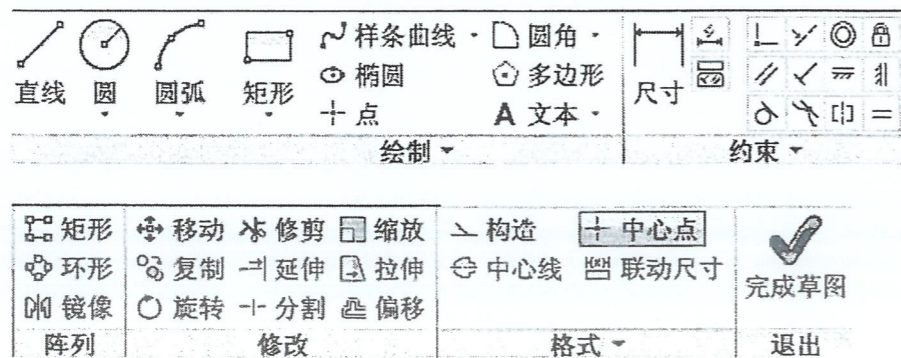 样条曲线 · 圆角 ·
直线 圆 圆弧 矩形 椭圆 多边形 尺寸
点 A 文本 ·
绘制 约束
矩形 移动 修剪 缩放 构造 中心点
环形 复制 延伸 拉伸 中心线 联动尺寸 完成草图
镜像 旋转 分割 偏移
阵列 修改 格式 退出